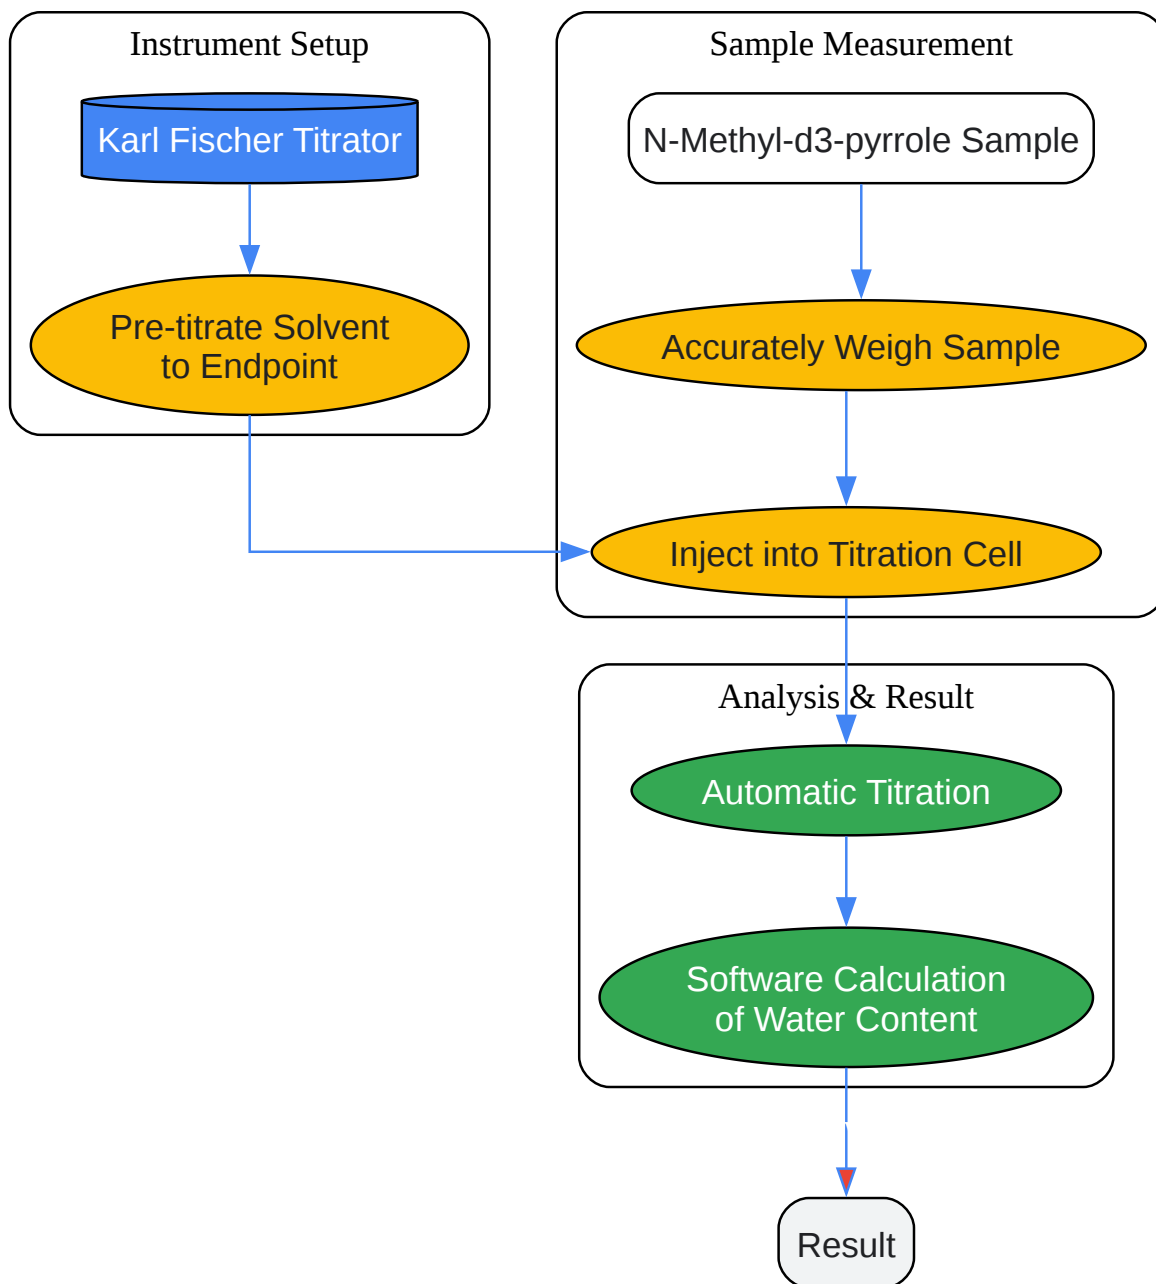 Instrument Setup
Karl Fischer Titrator
Pre-titrate Solvent
to Endpoint
Sample Measurement
N-Methyl-d3-pyrrole Sample
Accurately Weigh Sample
Inject into Titration Cell
Analysis & Result
Automatic Titration
Software Calculation
of Water Content
Result